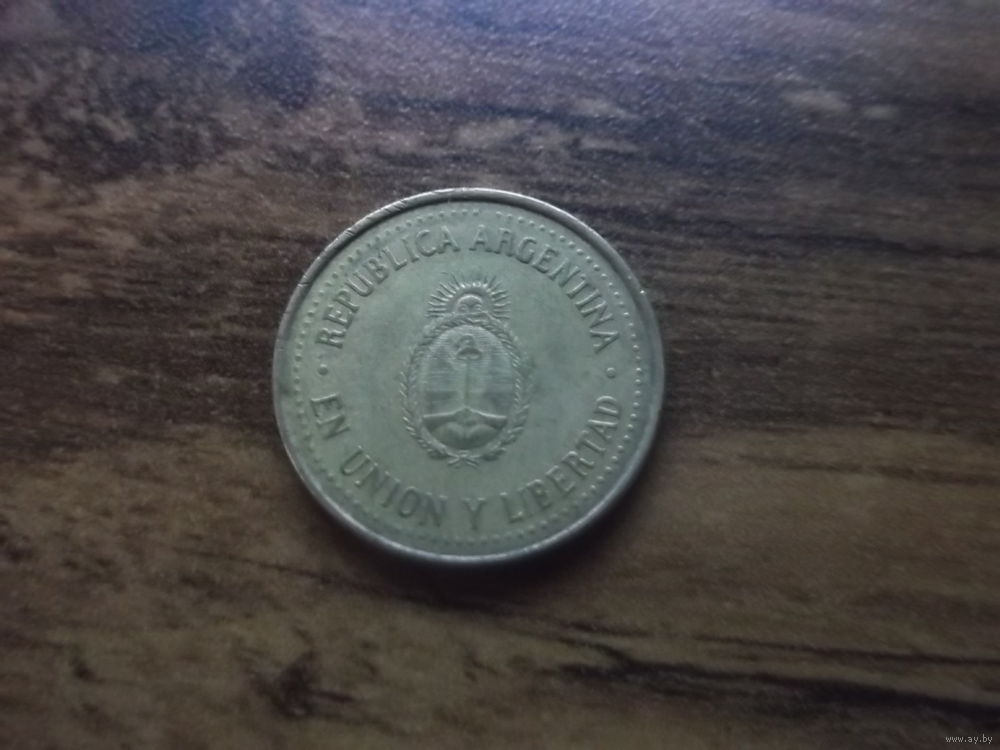 • REPUBLICA ARGENTINA •
EN UNION Y LIBERTAD
www.ay.by